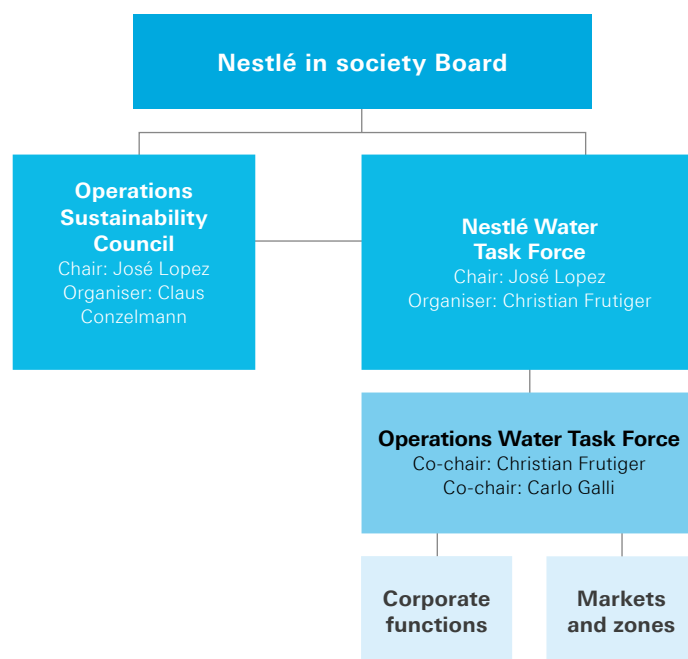 Nestlé in society Board
Operations
Sustainability
Council
Chair: José Lopez
Organiser: Claus
Conzelmann
Nestlé Water
Task Force
Chair: José Lopez
Organiser: Christian Frutiger
Operations Water Task Force
Co-chair: Christian Frutiger
Co-chair: Carlo Galli
Corporate
functions
Markets
and zones